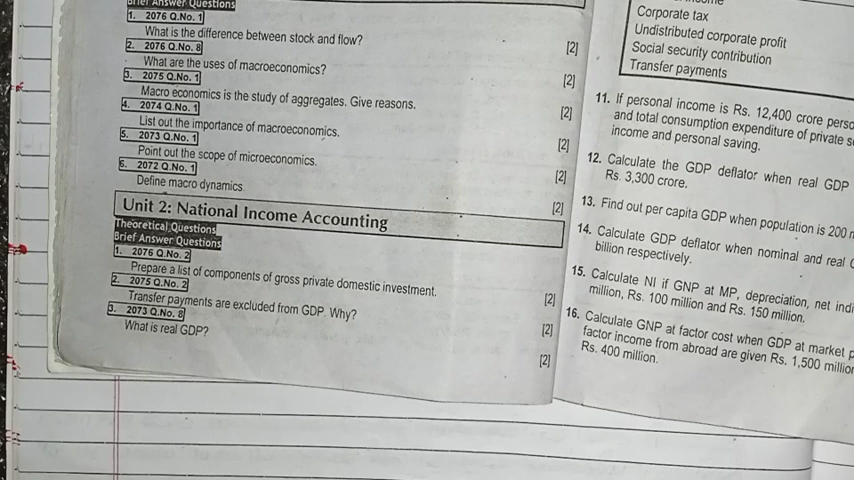 Brief Answer Questions
1. 2076 Q.No. 1
What is the difference between stock and flow? [2]
2. 2076 Q.No. 8
What are the uses of macroeconomics? [2]
3. 2075 Q.No. 1
Macro economics is the study of aggregates. Give reasons. [2]
4. 2074 Q.No. 1
List out the importance of macroeconomics. [2]
5. 2073 Q.No. 1
Point out the scope of microeconomics. [2]
6. 2072 Q.No. 1
Define macro dynamics [2]
Unit 2: National Income Accounting
Theoretical Questions
Brief Answer Questions
1. 2076 Q.No. 2
Prepare a list of components of gross private domestic investment. [2]
2. 2075 Q.No. 2
Transfer payments are excluded from GDP. Why? [2]
3. 2073 Q.No. 8
What is real GDP? [2]
Corporate tax
Undistributed corporate profit
Social security contribution
Transfer payments
11. If personal income is Rs. 12,400 crore
and total consumption expenditure of private
income and personal saving.
12. Calculate the GDP deflator when real GDP
Rs. 3,300 crore.
13. Find out per capita GDP when population is 200
14. Calculate GDP deflator when nominal and real
billion respectively.
15. Calculate NI if GNP at MP, depreciation, net
million, Rs. 100 million and Rs. 150 million.
16. Calculate GNP at factor cost when GDP at market
factor income from abroad are given Rs. 1,500
Rs. 400 million.